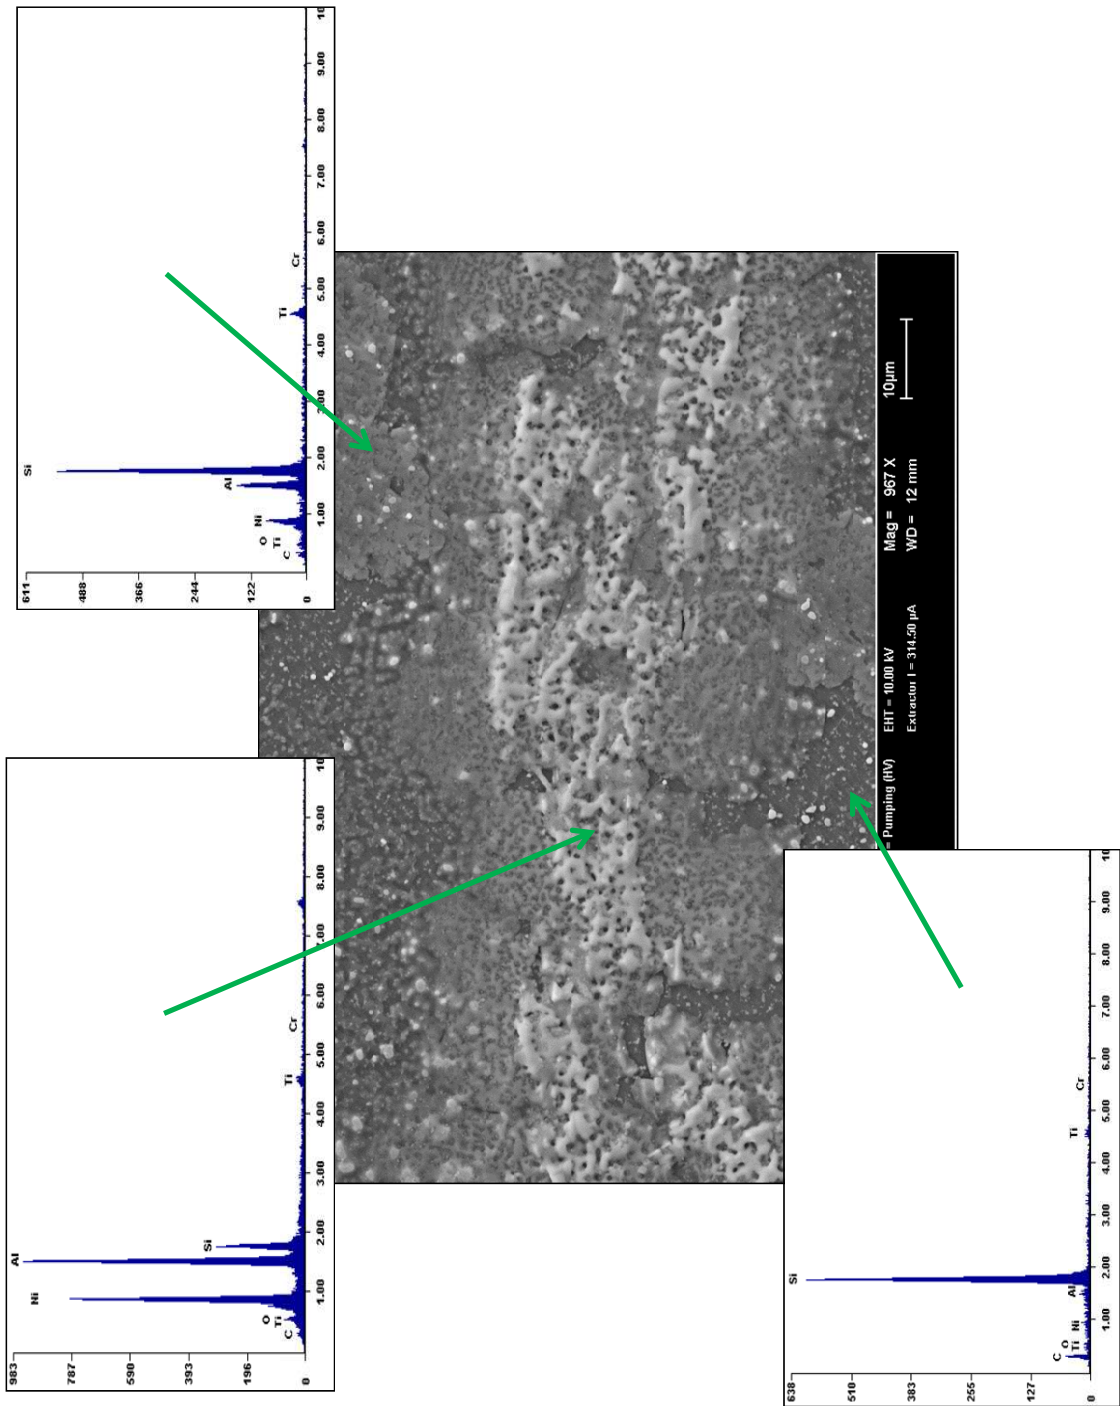 Al
Ni
Si
O
Ti
C
Ti
Cr
983
787
590
393
196
0
1.00 2.00 3.00 4.00 5.00 6.00 7.00 8.00 9.00 10
Si
Al
Ni
O
Ti
C
Ti
Cr
611
488
366
244
122
0
1.00 2.00 3.00 4.00 5.00 6.00 7.00 8.00 9.00 10
= Pumping (HV) EHT = 10.00 kV Mag = 967 X 10µm
Extractor I = 314.50 µA WD = 12 mm
Si
Al
Ni
O
Ti
C
Ti
Cr
638
510
383
255
127
0
1.00 2.00 3.00 4.00 5.00 6.00 7.00 8.00 9.00 10